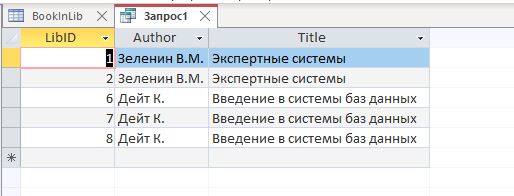 BookInLib Запрос1
LibID Author Title
1 Зеленин В.М. Экспертные системы
2 Зеленин В.М. Экспертные системы
6 Дейт К. Введение в системы баз данных
7 Дейт К. Введение в системы баз данных
8 Дейт К. Введение в системы баз данных